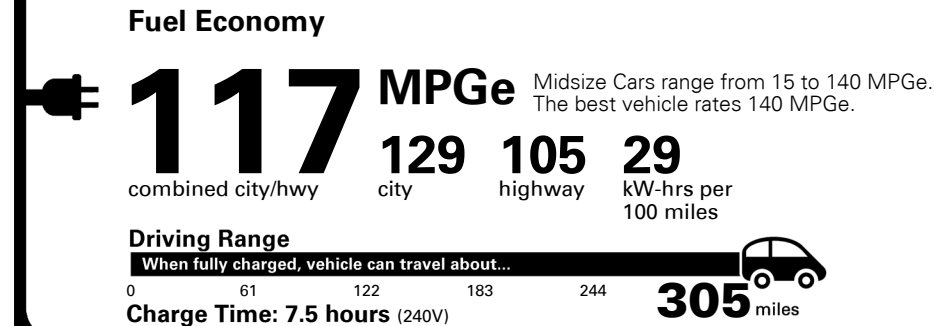 Fuel Economy
117 MPGe
combined city/hwy
Midsize Cars range from 15 to 140 MPGe.
The best vehicle rates 140 MPGe.
129 105 29
city highway kW-hrs per
100 miles
Driving Range
When fully charged, vehicle can travel about...
0 61 122 183 244 305 miles
Charge Time: 7.5 hours (240V)